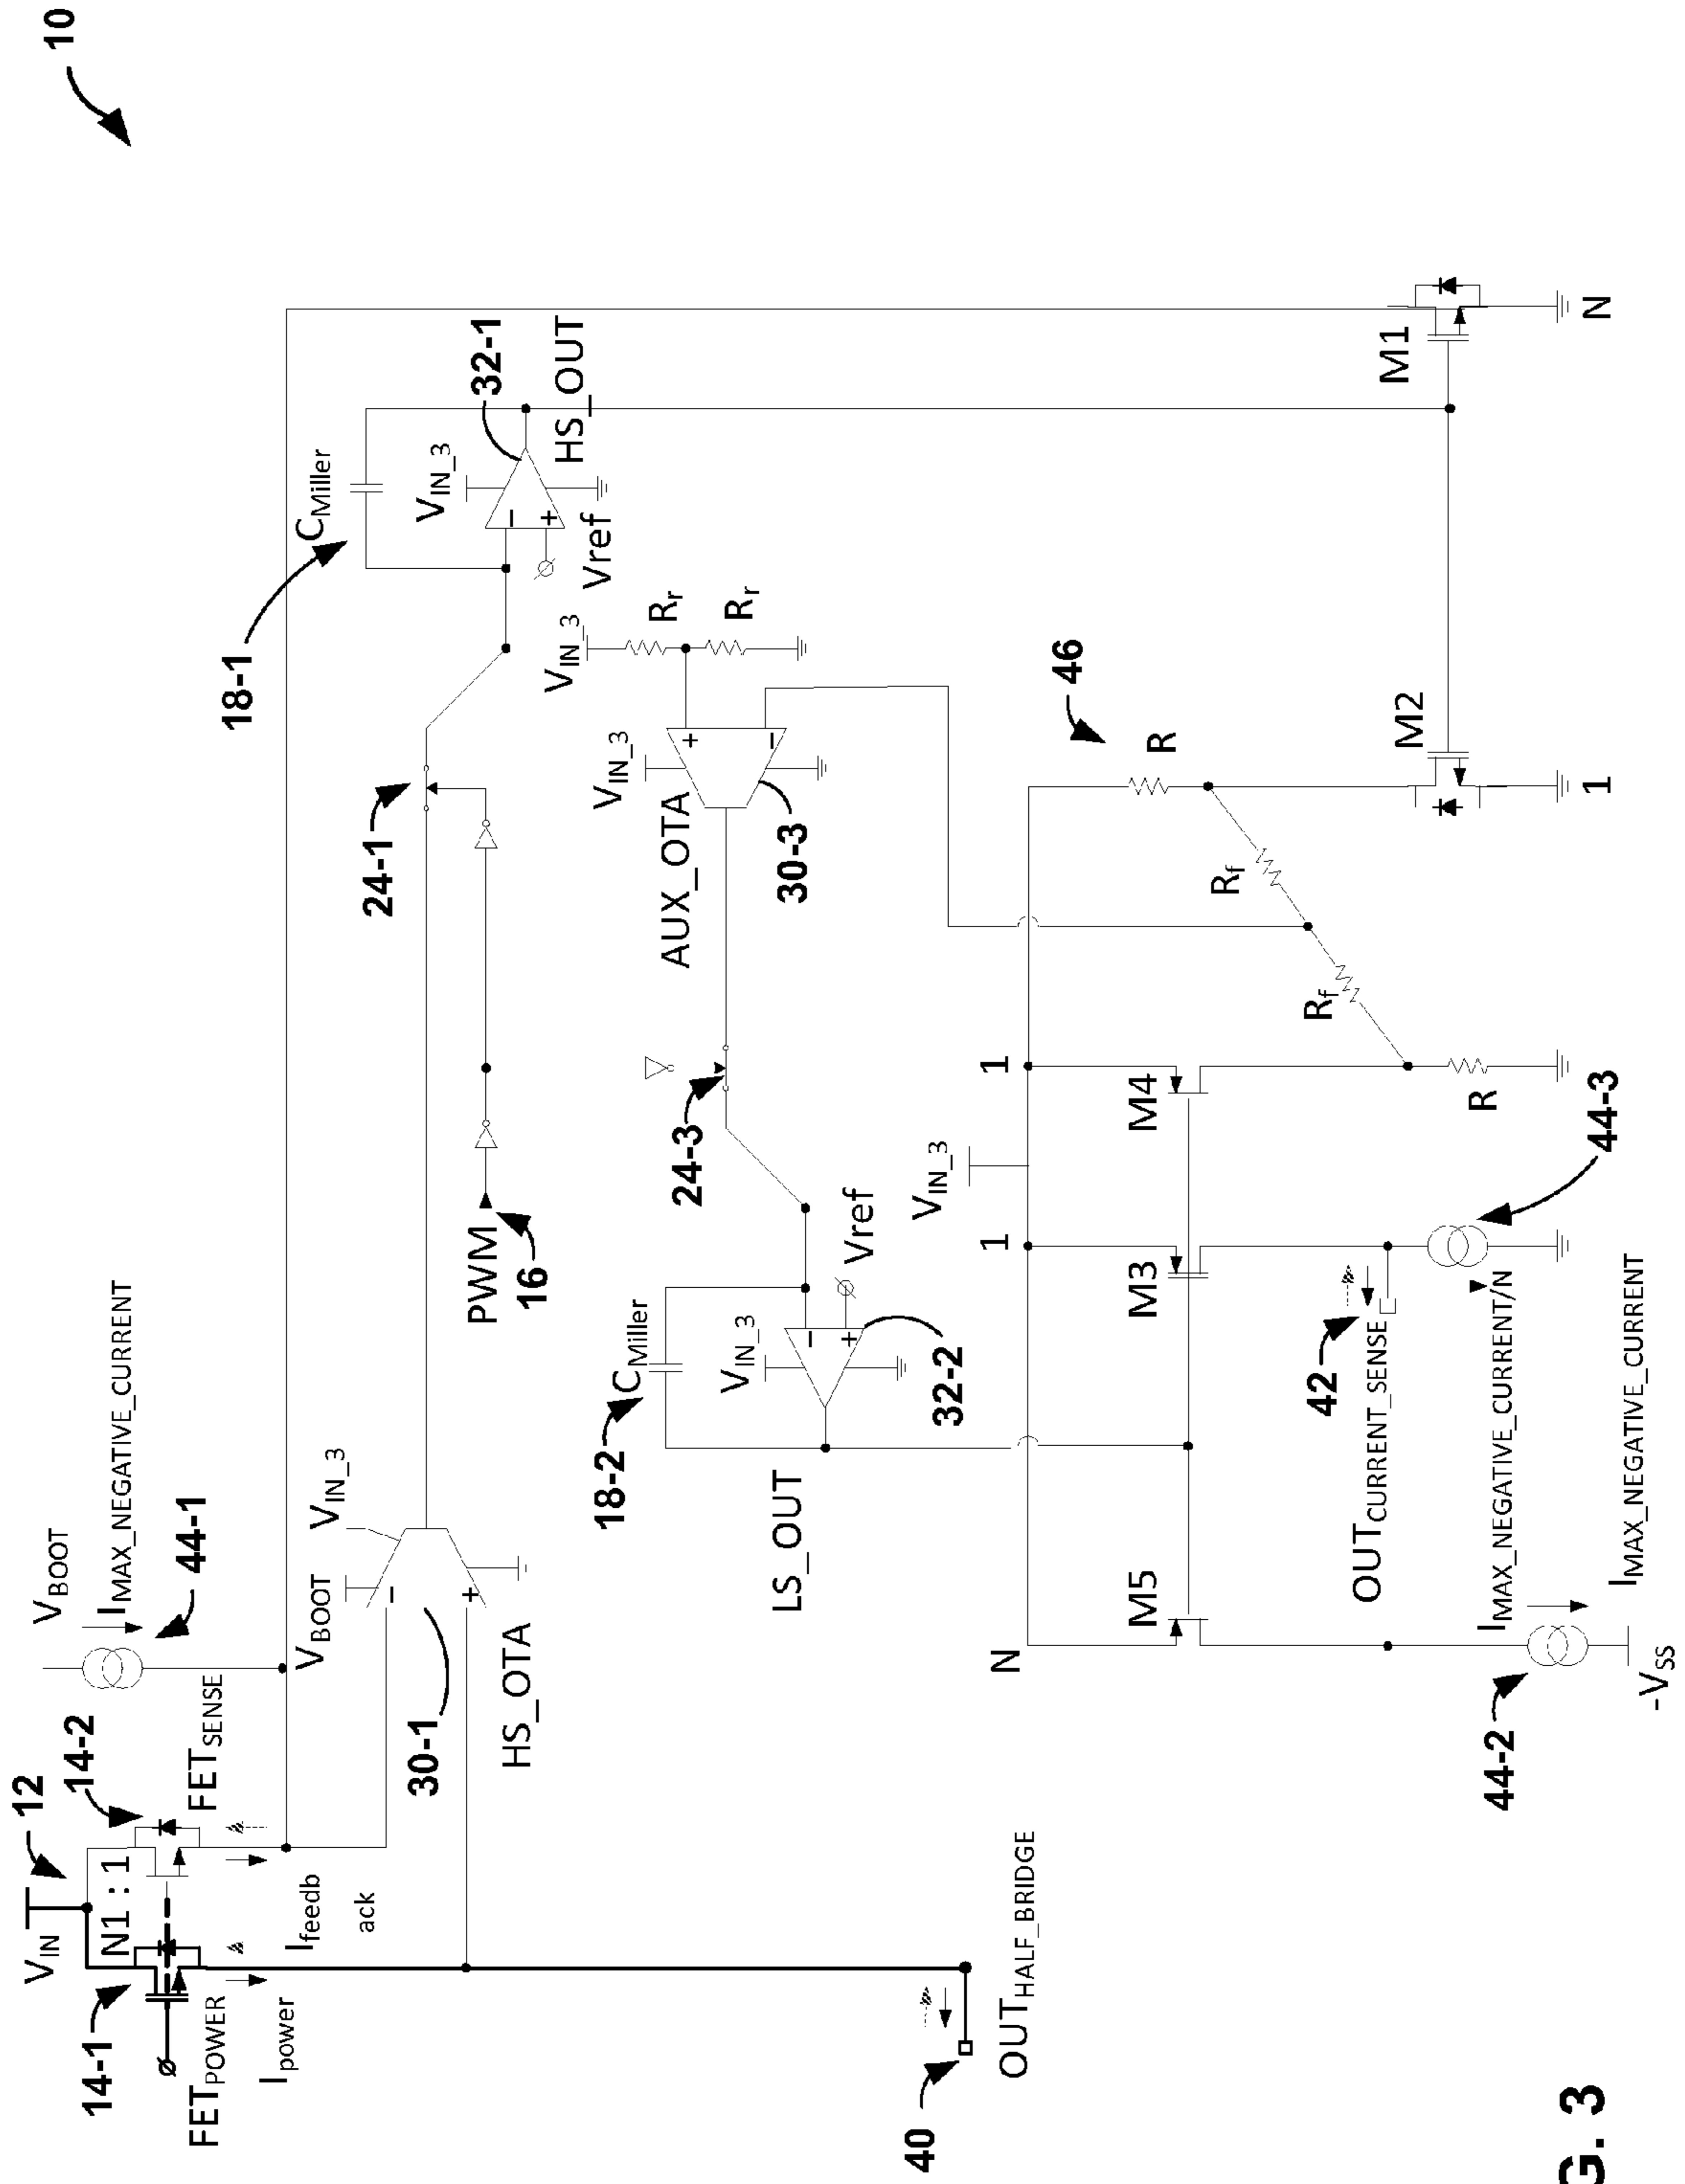 10
V_BOOT
I_MAX_NEGATIVE_CURRENT
44-1
12
V_IN
14-2
N1 : 1
FET_SENSE
14-1
FET_POWER
I_power
I_feedb
ack
V_BOOT
V_IN_3
30-1
HS_OTA
40
OUT_HALF_BRIDGE
18-1
C_Miller
V_IN_3
32-1
HS_OUT
−
+
Vref
24-1
PWM
16
V_IN_3
R_r
R_r
V_IN_3
AUX_OTA
+
−
30-3
24-3
18-2
C_Miller
V_IN_3
−
+
Vref
32-2
LS_OUT
−
+
46
R
R_f
R_f
M2
1
M1
N
V_IN_3
N
1
1
M5
M3
M4
R
44-3
42
OUT_CURRENT_SENSE
I_MAX_NEGATIVE_CURRENT/N
I_MAX_NEGATIVE_CURRENT
44-2
-V_SS
G. 3